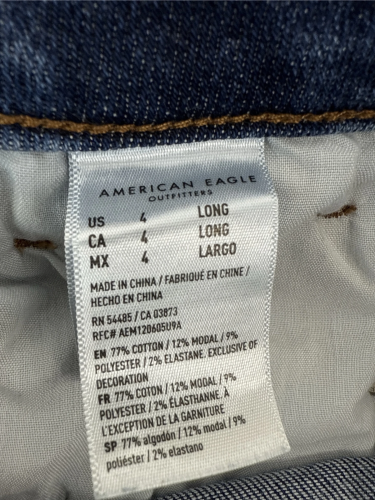 AMERICAN EAGLE
OUTFITTERS
US 4 LONG
CA 4 LONG
MX 4 LARGO
MADE IN CHINA / FABRIQUÉ EN CHINE /
HECHO EN CHINA
RN 54485 / CA 03873
RFC# AEM120605U9A
EN 77% COTTON / 12% MODAL / 9%
POLYESTER / 2% ELASTANE. EXCLUSIVE OF
DECORATION
FR 77% COTON / 12% MODAL / 9%
POLYESTER / 2% ÉLASTHANNE. À
L'EXCEPTION DE LA GARNITURE
SP 77% algodón / 12% modal / 9%
poliéster / 2% elastane